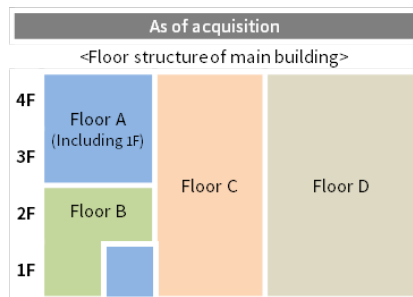 As of acquisition
<Floor structure of main building>
4F
Floor A
(Including 1F)
3F
Floor C
Floor D
2F
Floor B
1F